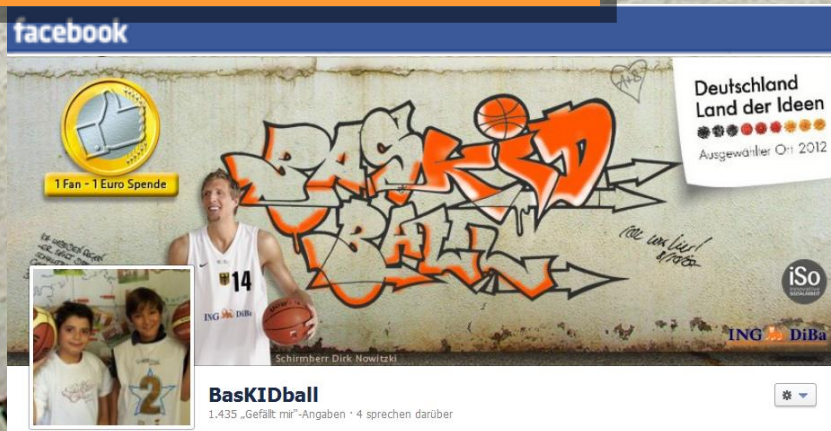 facebook
Deutschland
Land der Ideen
Ausgewählter Ort 2012
1 Fan - 1 Euro Spende
BASKID
BALL
14
ING DiBa
iSo
ING DiBa
Schirmherr Dirk Nowitzki
2
BasKIDball
1.435 „Gefällt mir“-Angaben · 4 sprechen darüber